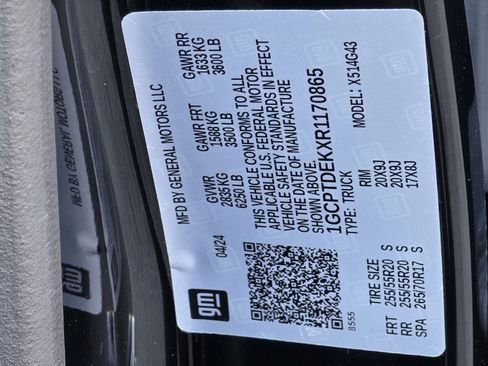 gm
MFD BY GENERAL MOTORS LLC
04/24
GVWR
2835 KG
6250 LB
GAWR FRT
1588 KG
3500 LB
GAWR RR
1633 KG
3600 LB
THIS VEHICLE CONFORMS TO ALL
APPLICABLE U.S. FEDERAL MOTOR
VEHICLE SAFETY STANDARDS IN EFFECT
ON THE DATE OF MANUFACTURE
SHOWN ABOVE.
1GCPTDEKXR1170865
TYPE: TRUCK
MODEL: X514G43
8555
TIRE SIZE RIM
FRT 255/55R20 S 20X9J
RR 255/55R20 S 20X9J
SPA 265/70R17 S 17X8J
gm